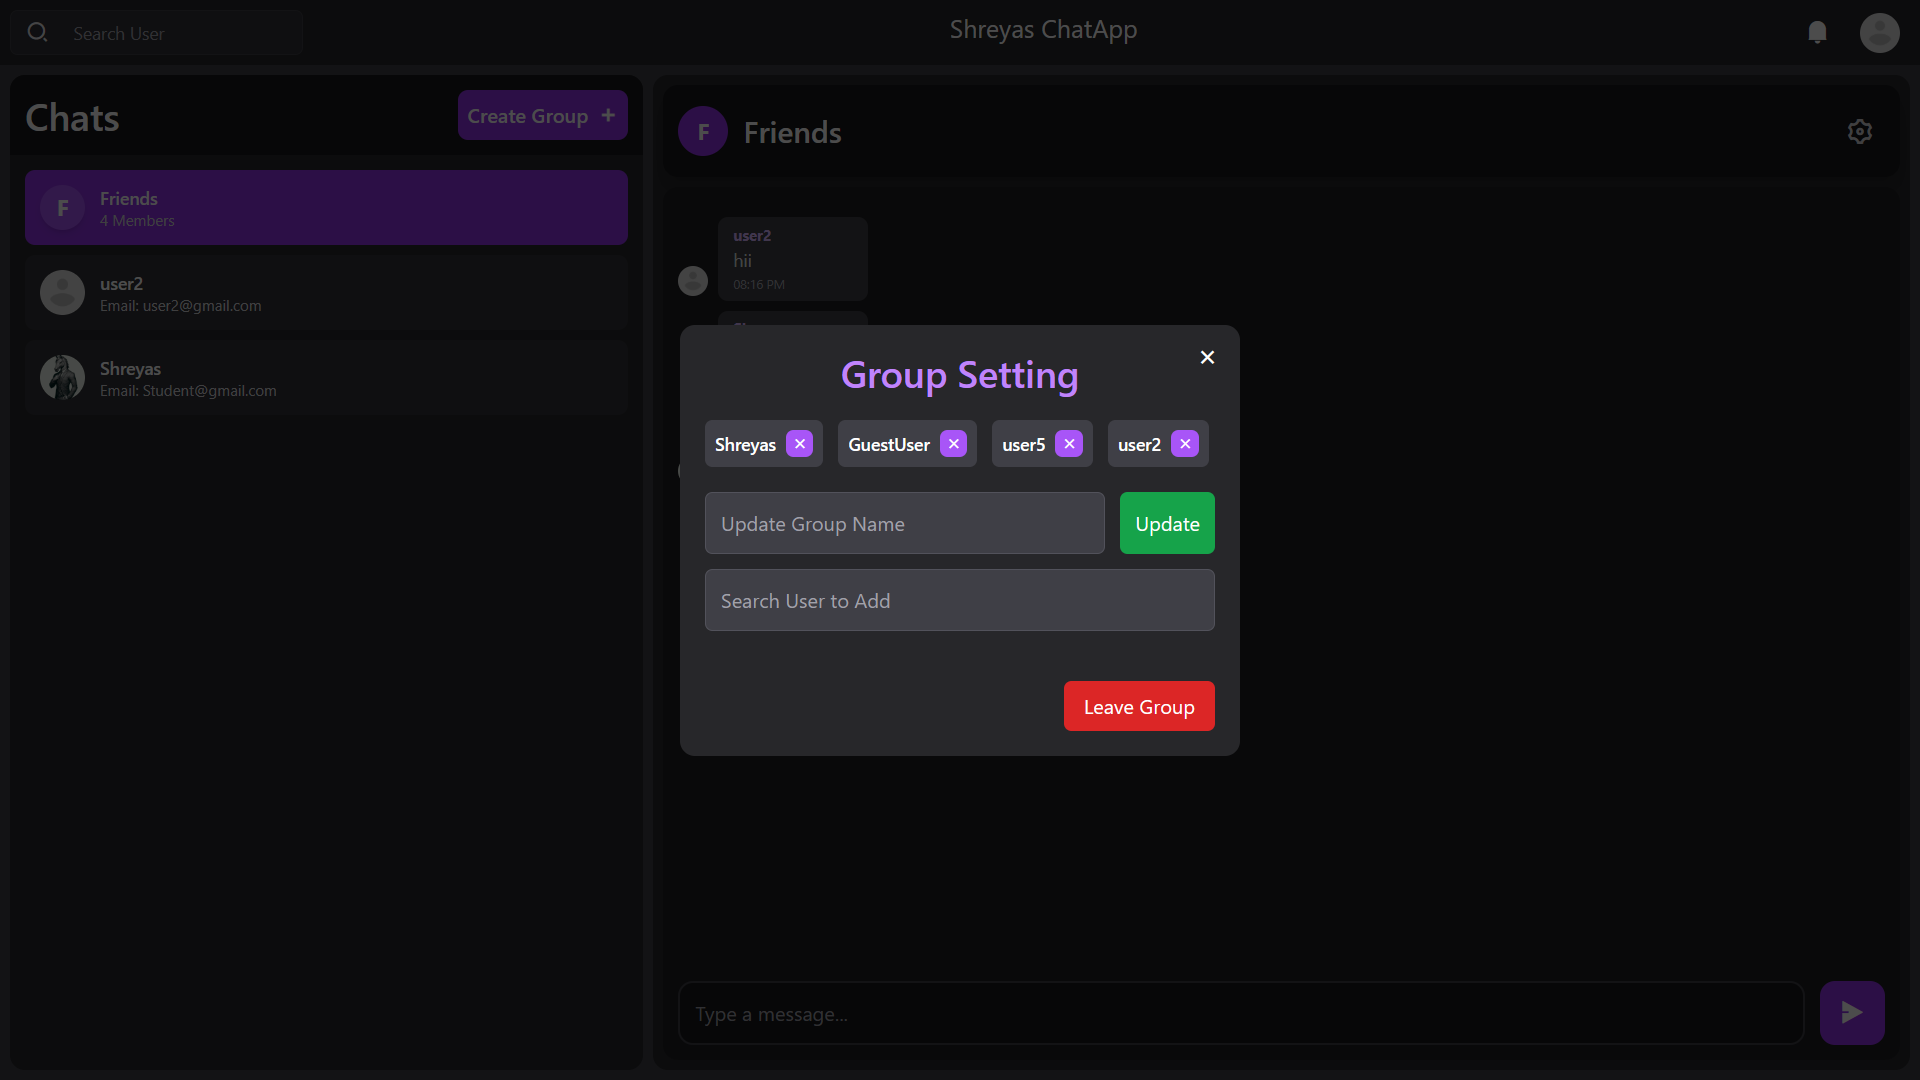 Search User
Shreyas ChatApp
Chats
Create Group +
F
Friends
4 Members
user2
Email: user2@gmail.com
Shreyas
Email: Student@gmail.com
F
Friends
user2
hii
08:16 PM
Group Setting
Shreyas
GuestUser
user5
user2
Update Group Name
Update
Search User to Add
Leave Group
Type a message...